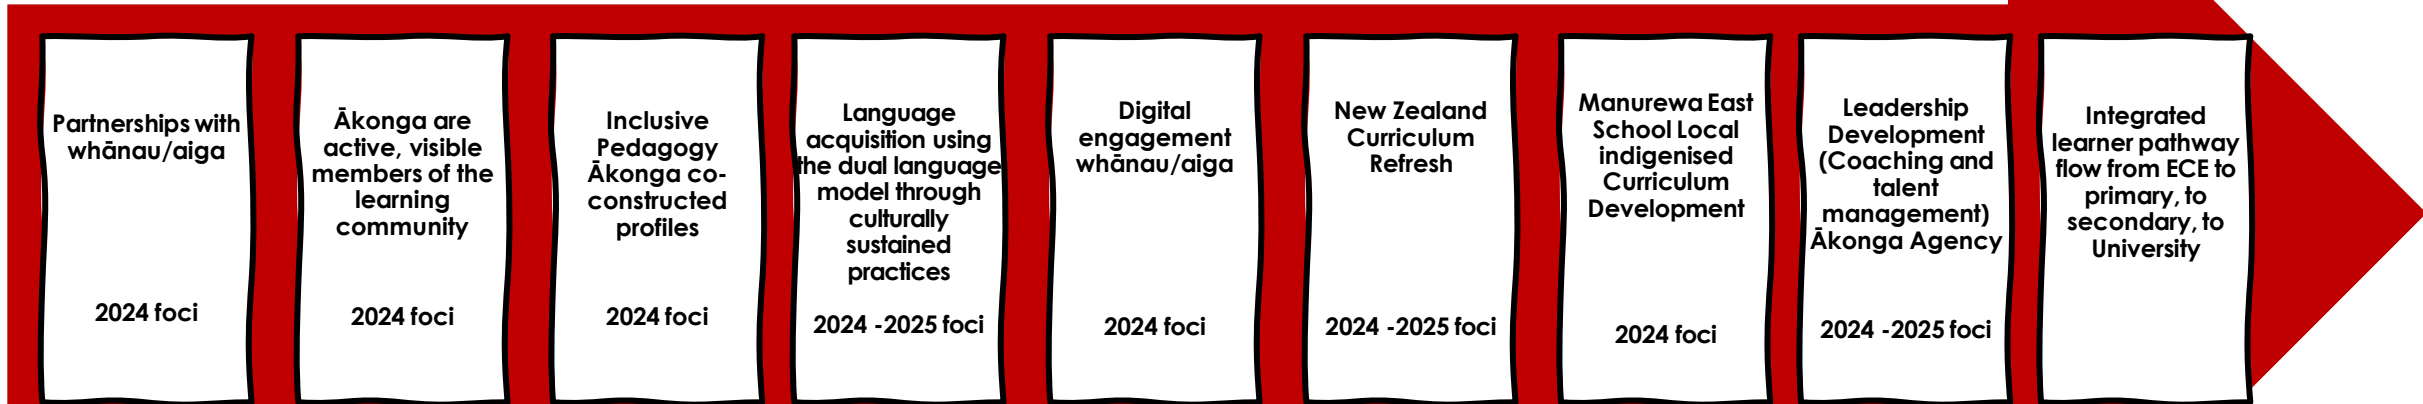 Partnerships with
whānau/aiga
2024 foci
Ākonga are
active, visible
members of the
learning
community
2024 foci
Inclusive
Pedagogy
Ākonga co-
constructed
profiles
2024 foci
Language
acquisition using
the dual language
model through
culturally
sustained
practices
2024 -2025 foci
Digital
engagement
whānau/aiga
2024 foci
New Zealand
Curriculum
Refresh
2024 -2025 foci
Manurewa East
School Local
indigenised
Curriculum
Development
2024 foci
Leadership
Development
(Coaching and
talent
management)
Ākonga Agency
2024 -2025 foci
Integrated
learner pathway
flow from ECE to
primary, to
secondary, to
University